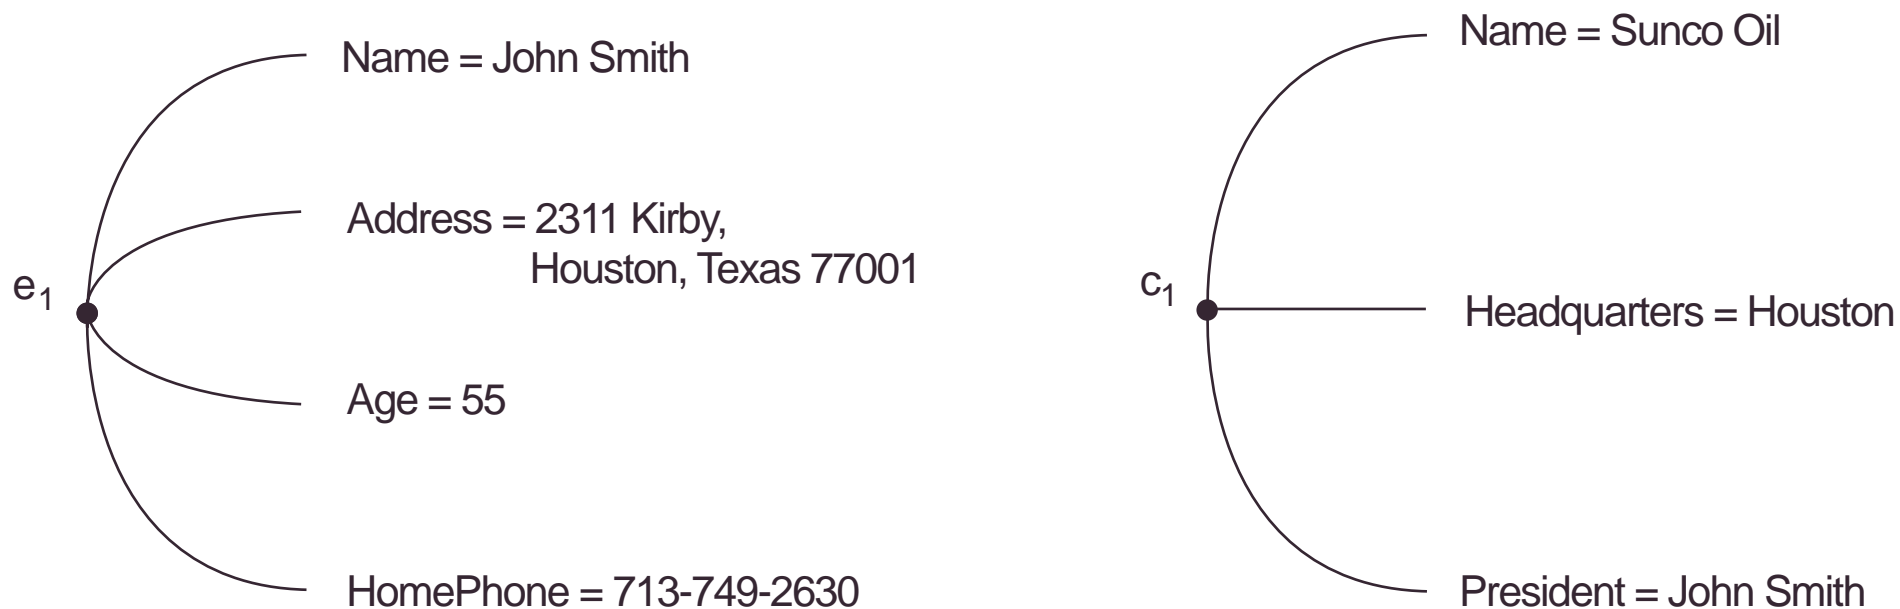 e1
Name = John Smith
Address = 2311 Kirby,
Houston, Texas 77001
Age = 55
HomePhone = 713-749-2630
c1
Name = Sunco Oil
Headquarters = Houston
President = John Smith